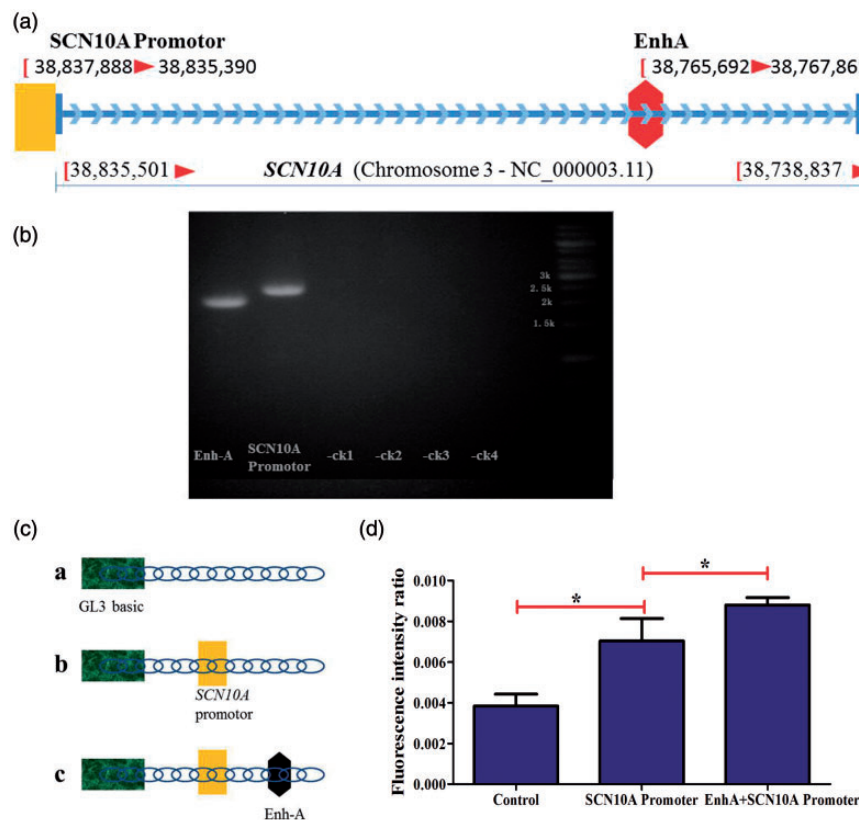 (a)
SCN10A Promotor EnhA
[ 38,837,888 38,835,390 [ 38,765,692 38,767,86
[38,835,501 SCN10A (Chromosome 3 - NC_000003.11) [38,738,837
(b)
3k
2.5k
2k
1.5k
Enh-A SCN10A -ck1 -ck2 -ck3 -ck4
Promotor
(c)
a
GL3 basic
b
SCN10A
promotor
c
Enh-A
(d)
Fluorescence intensity ratio
0.010
0.008
0.006
0.004
0.002
0.000
*
*
Control SCN10A Promoter EnhA+SCN10A Promoter